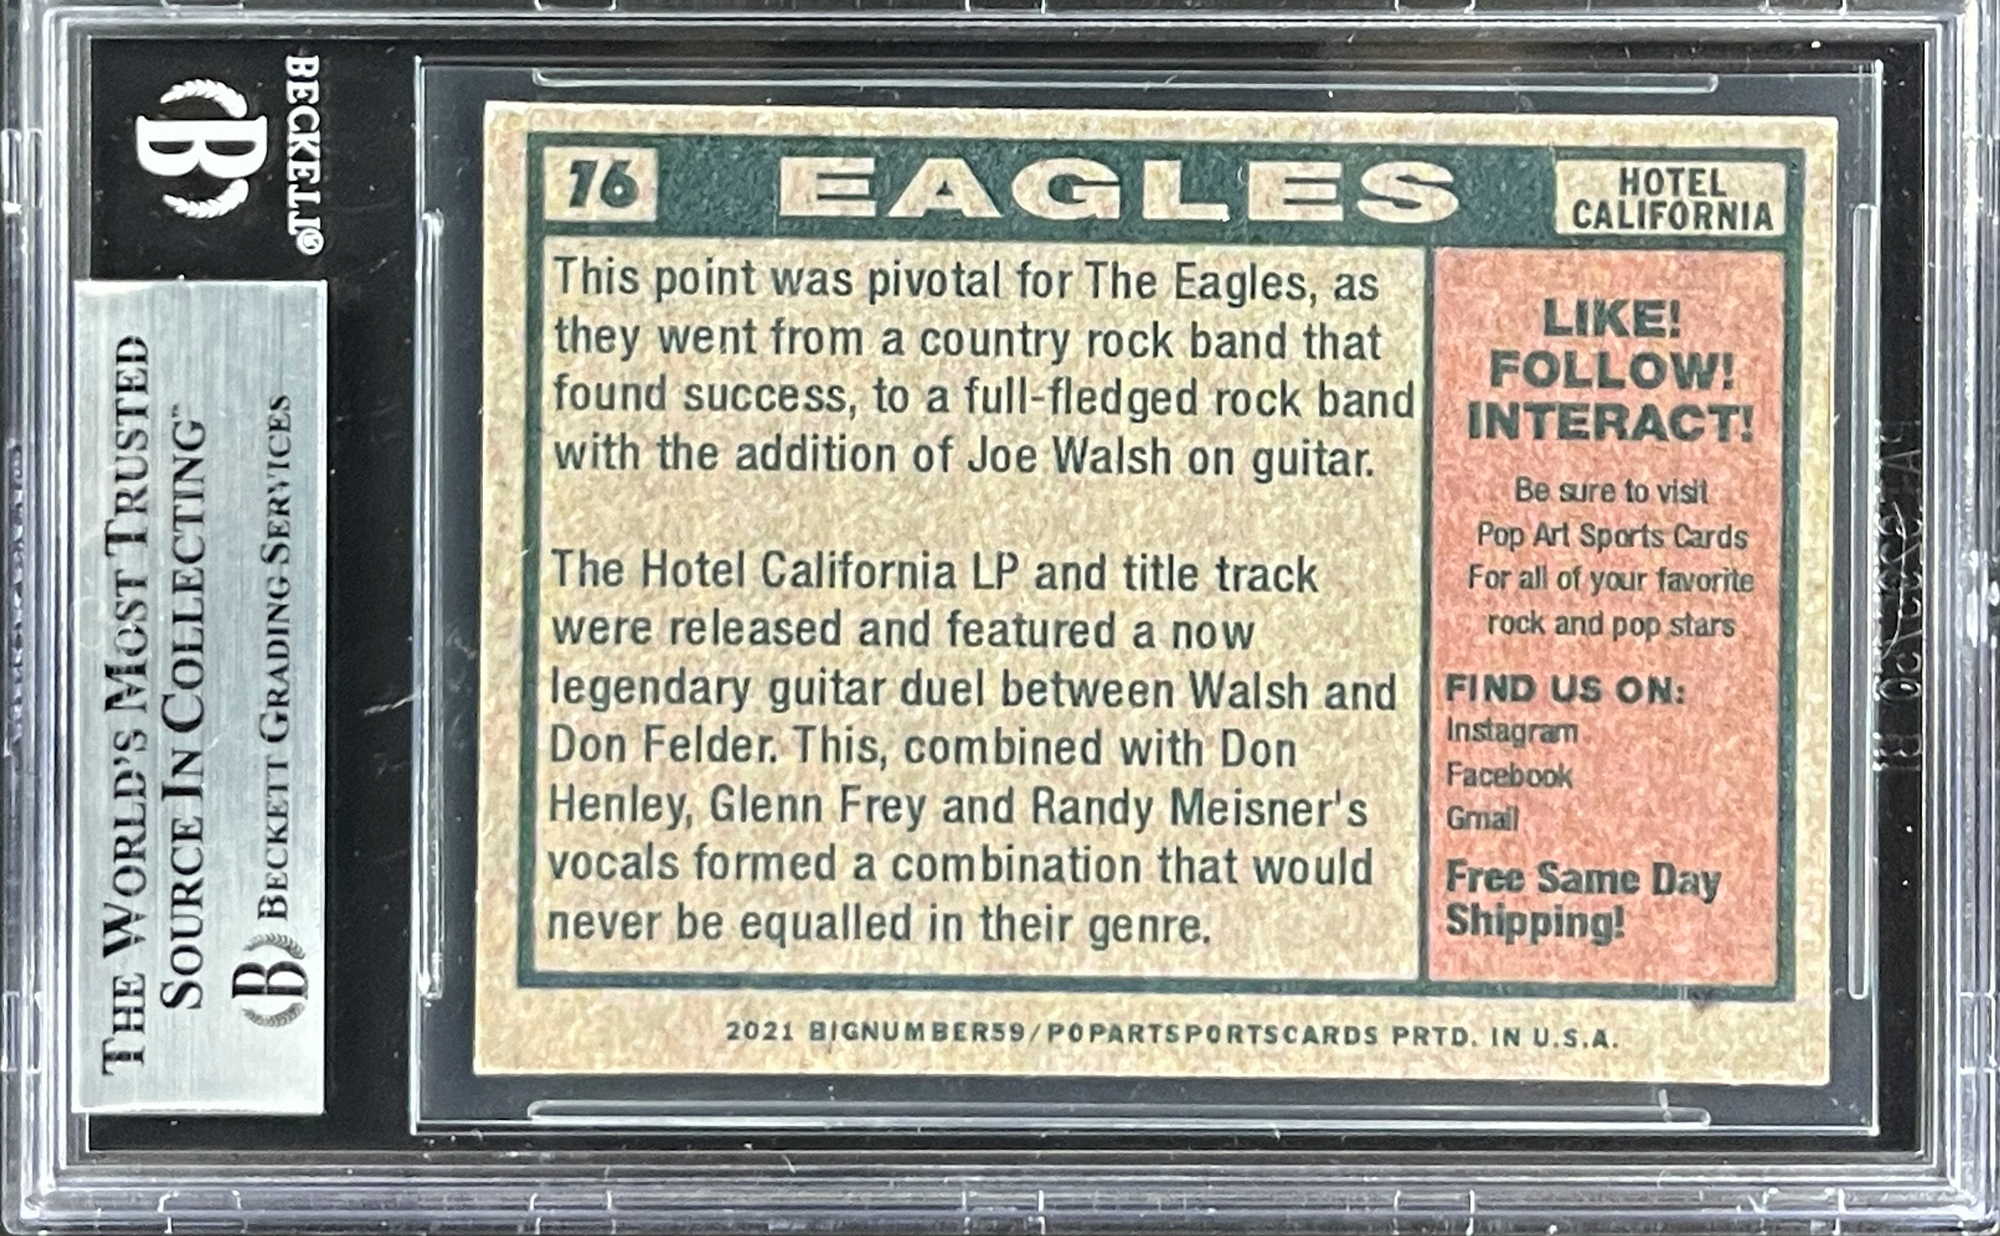 BECKETT®
THE WORLD'S MOST TRUSTED
SOURCE IN COLLECTING™
BECKETT GRADING SERVICES
76
EAGLES
HOTEL
CALIFORNIA
This point was pivotal for The Eagles, as
they went from a country rock band that
found success, to a full-fledged rock band
with the addition of Joe Walsh on guitar.
The Hotel California LP and title track
were released and featured a now
legendary guitar duel between Walsh and
Don Felder. This, combined with Don
Henley, Glenn Frey and Randy Meisner's
vocals formed a combination that would
never be equalled in their genre.
LIKE!
FOLLOW!
INTERACT!
Be sure to visit
Pop Art Sports Cards
For all of your favorite
rock and pop stars
FIND US ON:
Instagram
Facebook
Gmail
Free Same Day
Shipping!
2021 BIGNUMBER59/POPARTSPORTSCARDS PRTD. IN U.S.A.